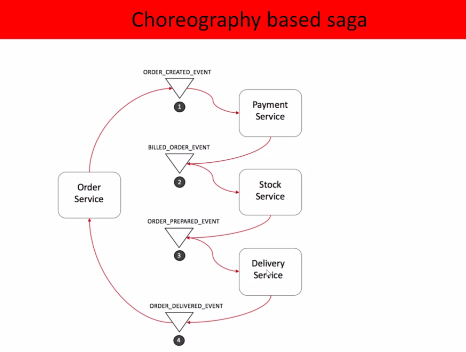 Choreography based saga
ORDER_CREATED_EVENT
1
Payment
Service
BILLED_ORDER_EVENT
2
Order
Service
Stock
Service
ORDER_PREPARED_EVENT
3
Delivery
Service
ORDER_DELIVERED_EVENT
4